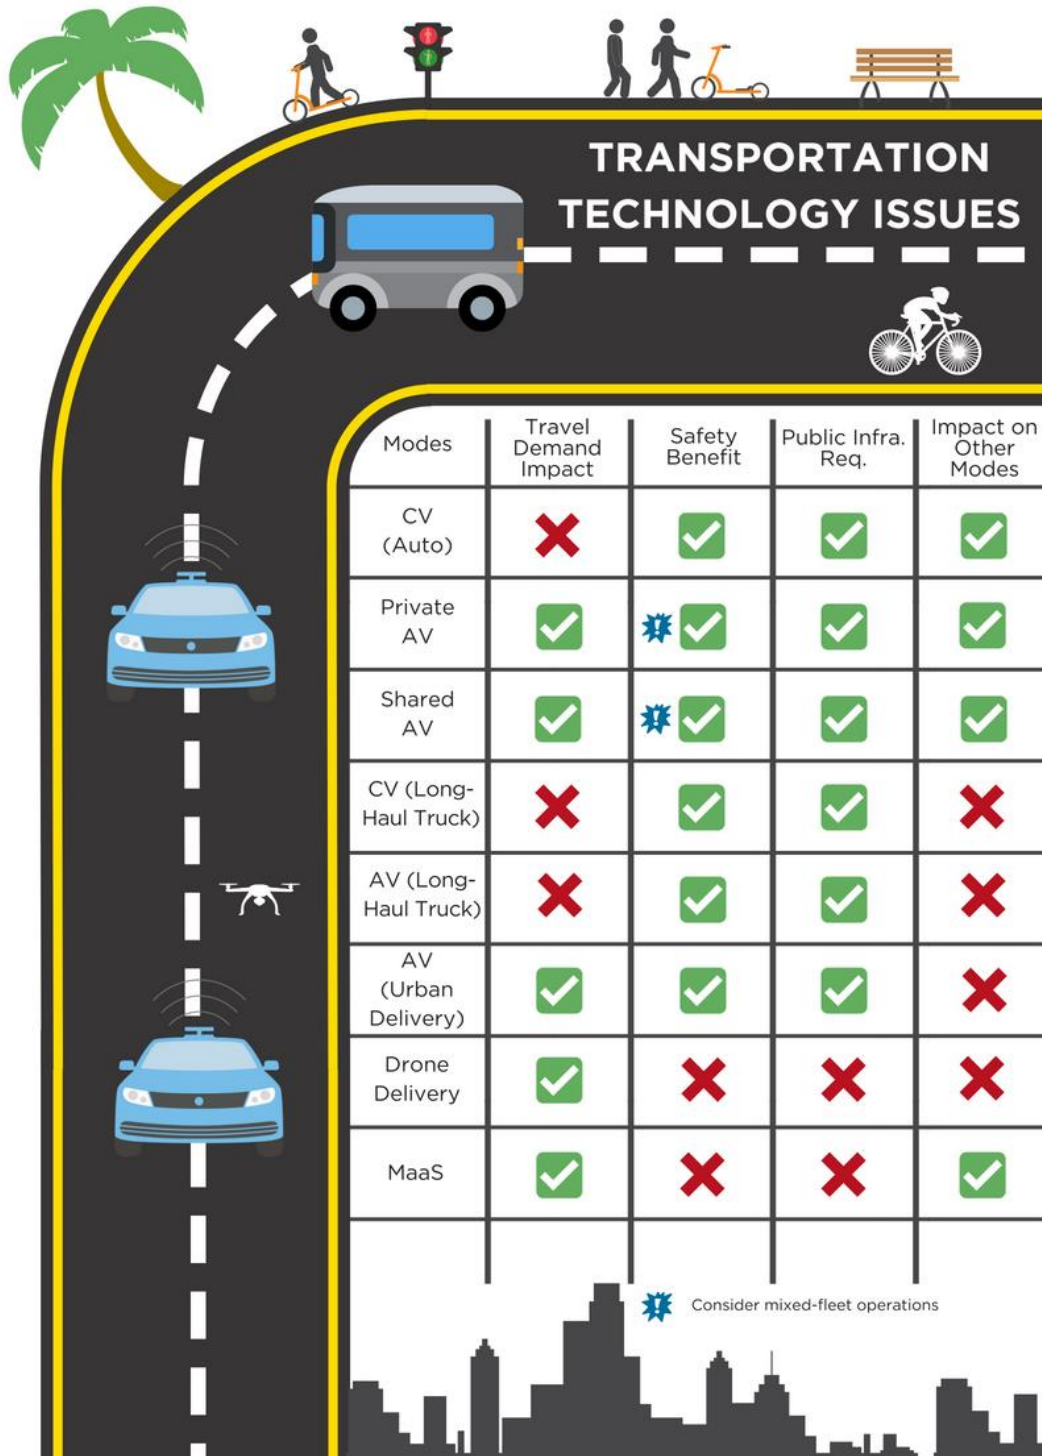 TRANSPORTATION
TECHNOLOGY ISSUES
Modes
Travel
Demand
Impact
Safety
Benefit
Public Infra.
Req.
Impact on
Other
Modes
CV
(Auto)
Private
AV
Shared
AV
CV (Long-
Haul Truck)
AV (Long-
Haul Truck)
AV
(Urban
Delivery)
Drone
Delivery
MaaS
Consider mixed-fleet operations